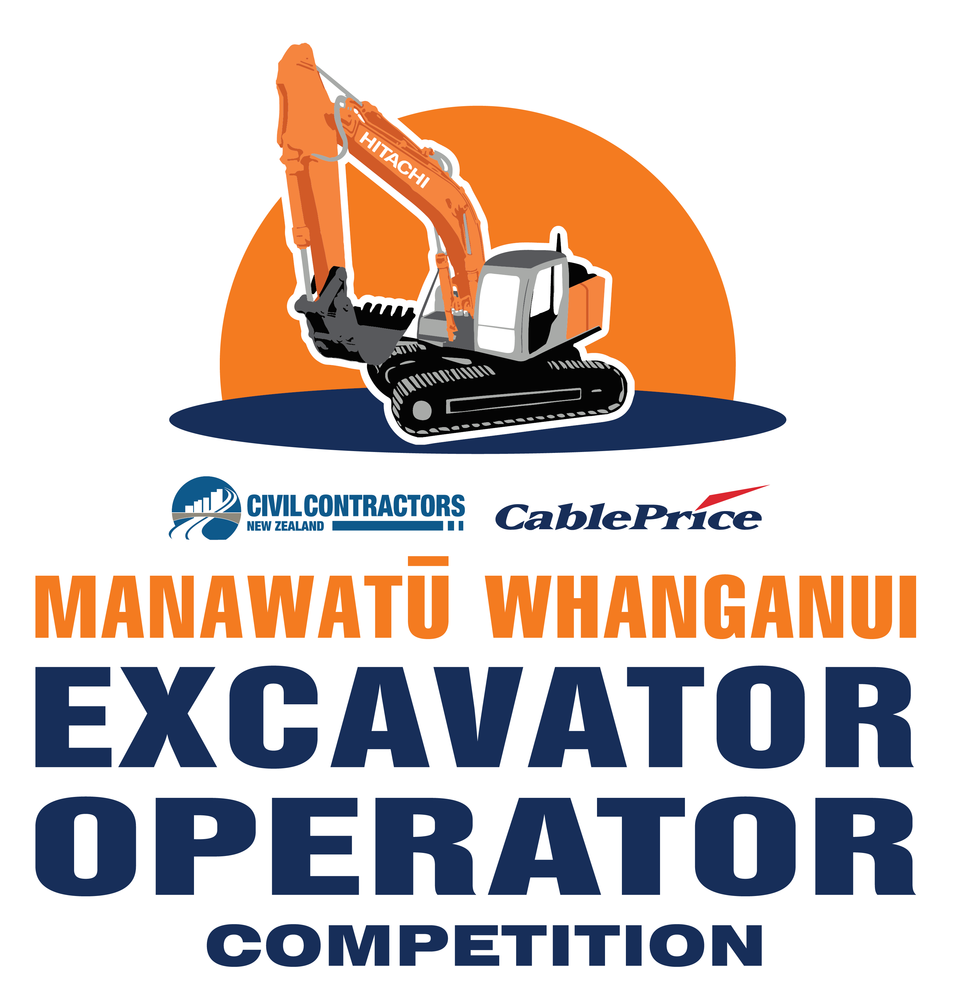 HITACHI
CIVIL CONTRACTORS
NEW ZEALAND
CablePrice
MANAWATŪ WHANGANUI
EXCAVATOR
OPERATOR
COMPETITION